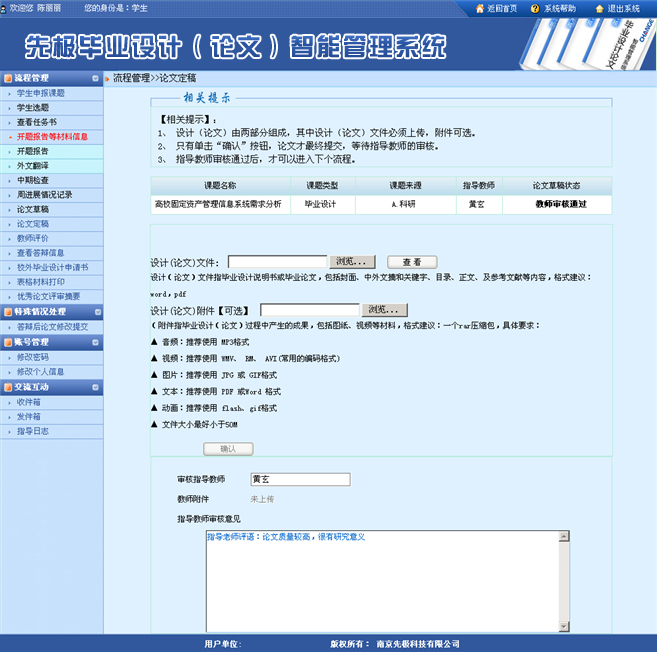 欢迎您 陈丽丽 您的身份是：学生
返回首页 系统帮助 退出系统
先极毕业设计（论文）智能管理系统
流程管理
学生申报课题
学生选题
查看任务书
开题报告等材料信息
开题报告
外文翻译
中期检查
周进展情况记录
论文草稿
论文定稿
教师评价
查看答辩信息
校外毕业设计申请书
表格材料打印
优秀论文评审摘要
特殊情况处理
答辩后论文修改提交
账号管理
修改密码
修改个人信息
交流互动
收件箱
发件箱
指导日志
流程管理>>论文定稿
相关提示
【相关提示】：
1、 设计（论文）由两部分组成，其中设计（论文）文件必须上传，附件可选。
2、 只有单击“确认”按钮，论文才最终提交，等待指导教师的审核。
3、 指导教师审核通过后，才可以进入下个流程。
课题名称 课题类型 课题来源 指导教师 论文草稿状态
高校固定资产管理信息系统需求分析 毕业设计 A.科研 黄玄 教师审核通过
设计(论文)文件： 浏览... 查看
设计（论文）文件指毕业设计说明书或毕业论文，包括封面、中外文摘和关键字、目录、正文、及参考文献等内容，格式建议：
word,pdf
设计(论文)附件【可选】 浏览...
（附件指毕业设计（论文）过程中产生的成果，包括图纸、视频等材料，格式建议：一个rar压缩包，具体要求：
▲ 音频：推荐使用 MP3格式
▲ 视频：推荐使用 WMV、 RM、 AVI(常用的编码格式)
▲ 图片：推荐使用 JPG 或 GIF格式
▲ 文本：推荐使用 PDF 或Word 格式
▲ 动画：推荐使用 flash、gif格式
▲ 文件大小最好小于50M
确认
审核指导教师 黄玄
教师附件 未上传
指导教师审核意见
指导老师评语：论文质量较高，很有研究意义
用户单位： 版权所有： 南京先极科技有限公司